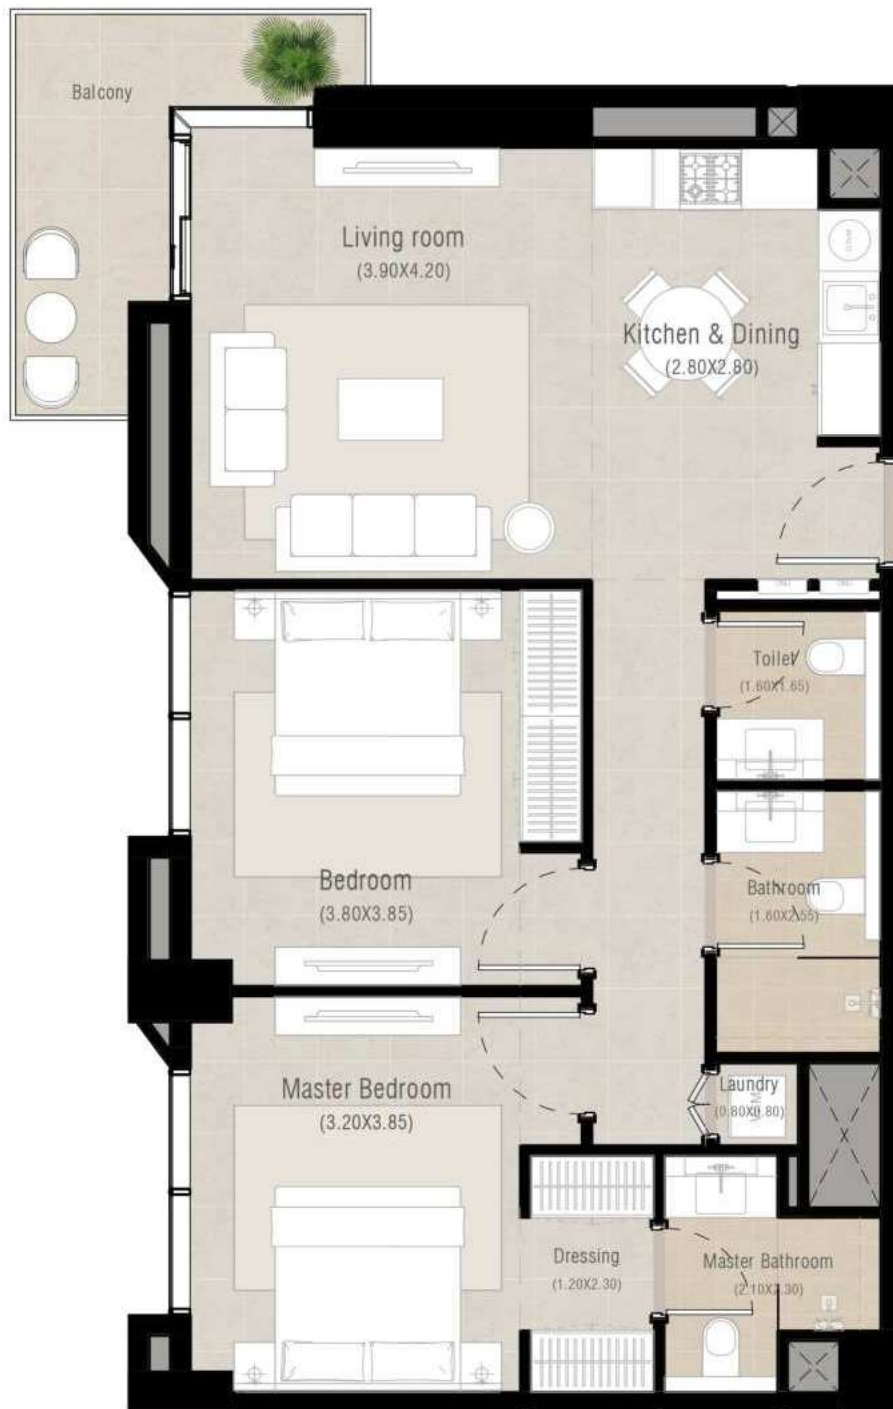 Balcony
Living room
(3.90X4.20)
Kitchen & Dining
(2.80X2.80)
Toilet
(1.60X1.65)
Bedroom
(3.80X3.85)
Bathroom
(1.60X2.55)
Master Bedroom
(3.20X3.85)
Laundry
(0.80X0.80)
Dressing
(1.20X2.30)
Master Bathroom
(2.10X2.30)